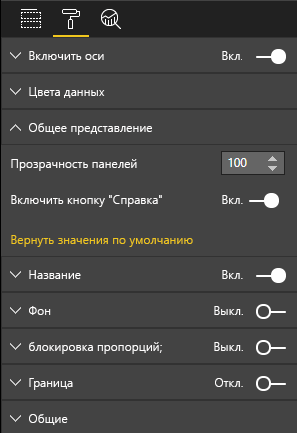 Включить оси Вкл.
Цвета данных
Общее представление
Прозрачность панелей 100
Включить кнопку "Справка" Вкл.
Вернуть значения по умолчанию
Название Вкл.
Фон Выкл.
блокировка пропорций; Выкл.
Граница Откл.
Общие